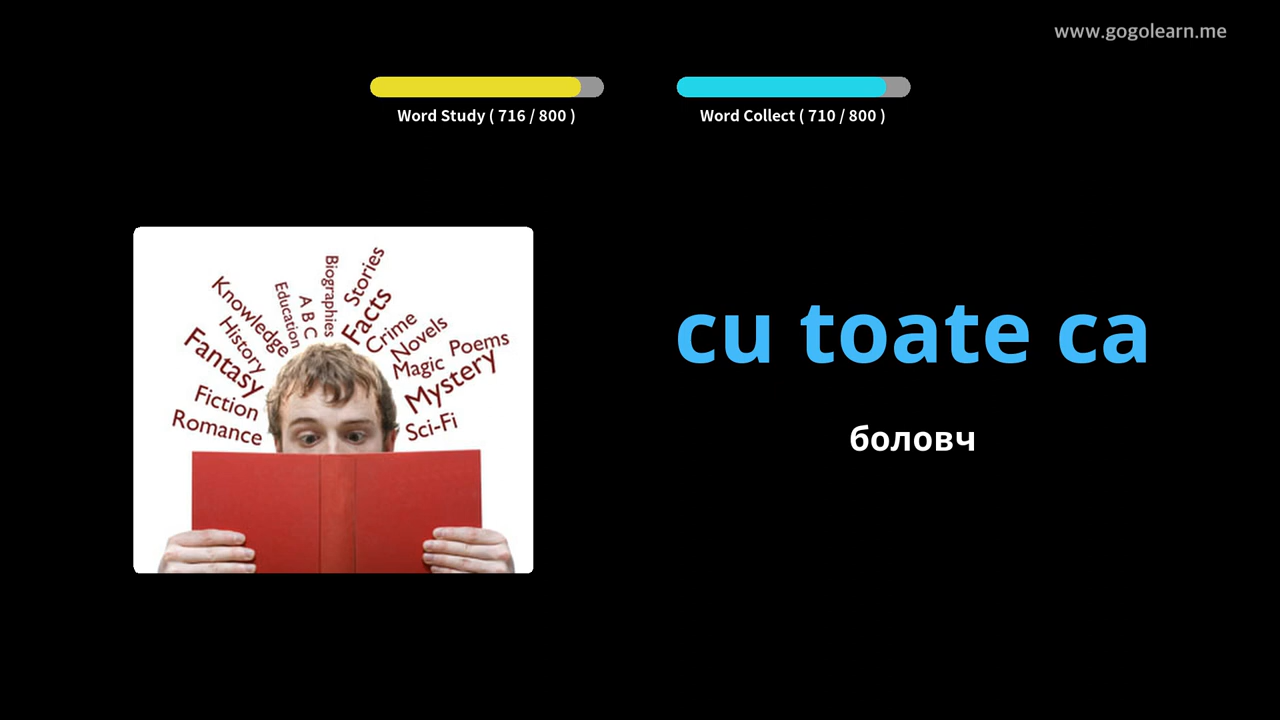 www.gogolearn.me
Word Study ( 716 / 800 )
Word Collect ( 710 / 800 )
Biographies
Stories
Education
A B C
Facts
Knowledge
Crime
History
Novels
Fantasy
Magic
Poems
Mystery
Fiction
Romance
Sci-Fi
cu toate ca
боловч